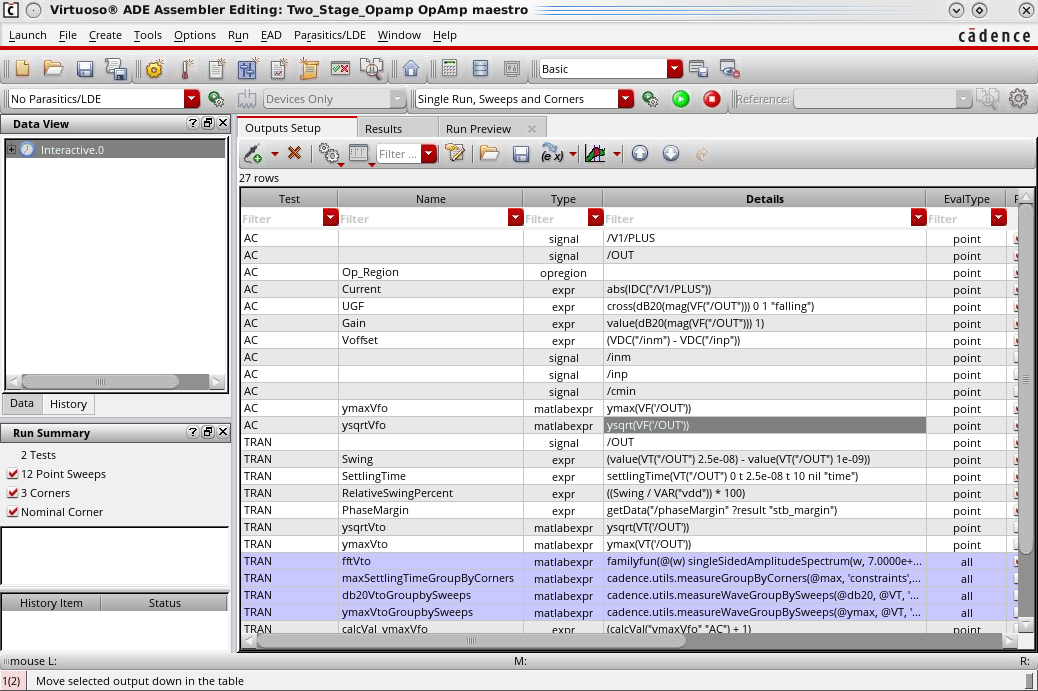 Virtuoso® ADE Assembler Editing: Two_Stage_Opamp OpAmp maestro
Launch File Create Tools Options Run EAD Parasitics/LDE Window Help
cādence
Basic
No Parasitics/LDE Devices Only Single Run, Sweeps and Corners Reference:
Data View
Interactive.0
Data History
Run Summary
2 Tests
12 Point Sweeps
3 Corners
Nominal Corner
History Item Status
Outputs Setup Results Run Preview
Filter ... (e x)
27 rows
Test Name Type Details EvalType
Filter Filter Filter Filter Filter
AC signal /V1/PLUS point
AC signal /OUT point
AC Op_Region opregion point
AC Current expr abs(IDC("/V1/PLUS")) point
AC UGF expr cross(dB20(mag(VF("/OUT"))) 0 1 "falling") point
AC Gain expr value(dB20(mag(VF("/OUT"))) 1) point
AC Voffset expr (VDC("/inm") - VDC("/inp")) point
AC signal /inm point
AC signal /inp point
AC signal /cmin point
AC ymaxVfo matlabexpr ymax(VF('/OUT')) point
AC ysqrtVfo matlabexpr ysqrt(VF('/OUT')) point
TRAN signal /OUT point
TRAN Swing expr (value(VT("/OUT") 2.5e-08) - value(VT("/OUT") 1e-09)) point
TRAN SettlingTime expr settlingTime(VT("/OUT") 0 t 2.5e-08 t 10 nil "time") point
TRAN RelativeSwingPercent expr ((Swing / VAR("vdd")) * 100) point
TRAN PhaseMargin expr getData("/phaseMargin" ?result "stb_margin") point
TRAN ysqrtVto matlabexpr ysqrt(VT('/OUT')) point
TRAN ymaxVto matlabexpr ymax(VT('/OUT')) point
TRAN fftVto matlabexpr familyfun(@(w) singleSidedAmplitudeSpectrum(w, 7.0000e+... all
TRAN maxSettlingTimeGroupByCorners matlabexpr cadence.utils.measureGroupByCorners(@max, 'constraints',... all
TRAN db20VtoGroupbySweeps matlabexpr cadence.utils.measureWaveGroupBySweeps(@db20, @VT, '... all
TRAN ymaxVtoGroupbySweeps matlabexpr cadence.utils.measureWaveGroupBySweeps(@ymax, @VT, '... all
TRAN calcVal_ymaxVfo expr (calcVal("ymaxVfo" "AC") + 1) point
mouse L: M: R:
1(2) Move selected output down in the table